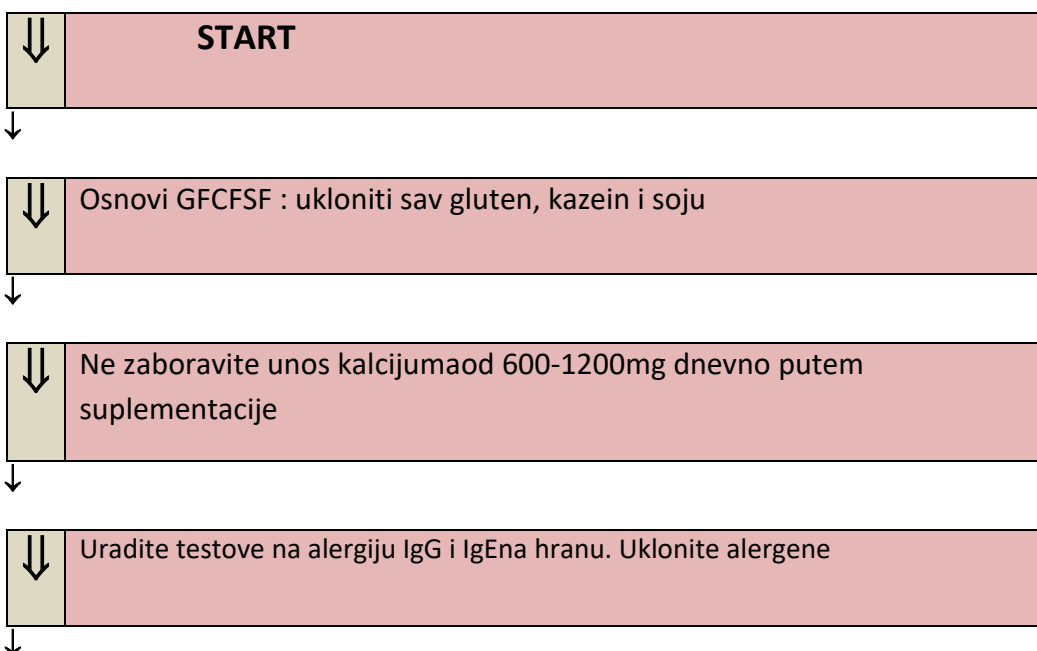 START
Osnovi GFCFSF : ukloniti sav gluten, kazein i soju
Ne zaboravite unos kalcijumaod 600-1200mg dnevno putem
suplementacije
Uradite testove na alergiju IgG i IgEna hranu. Uklonite alergene